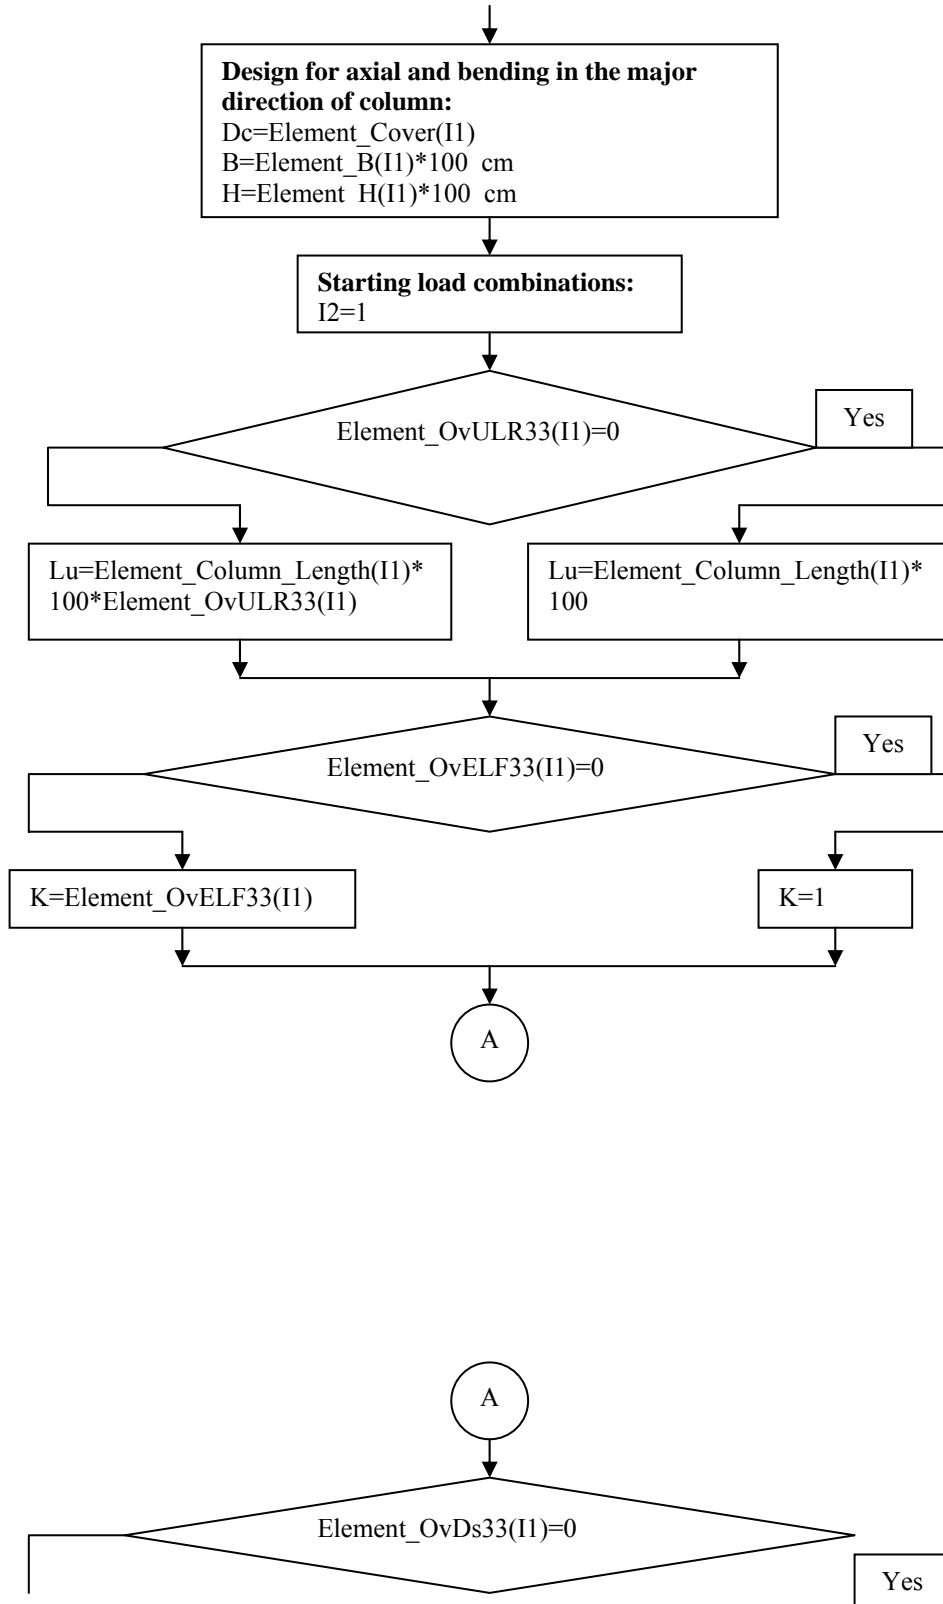 Design for axial and bending in the major
direction of column:
Dc=Element_Cover(I1)
B=Element_B(I1)*100 cm
H=Element H(I1)*100 cm
Starting load combinations:
I2=1
Element_OvULR33(I1)=0
Yes
Lu=Element_Column_Length(I1)*
100*Element_OvULR33(I1)
Lu=Element_Column_Length(I1)*
100
Element_OvELF33(I1)=0
Yes
K=Element_OvELF33(I1)
K=1
A
A
Element_OvDs33(I1)=0
Yes